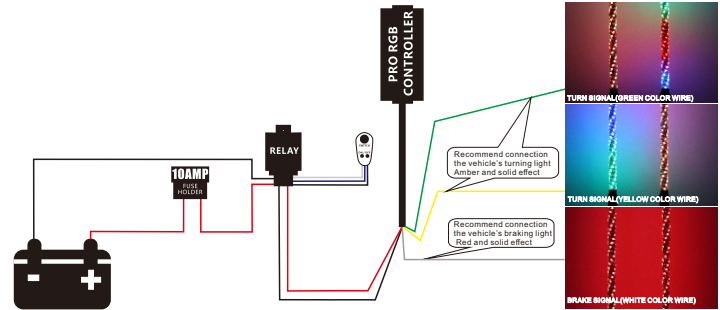 PRO RGB
CONTROLLER
TURN SIGNAL(GREEN COLOR WIRE)
RELAY
10AMP
FUSE
HOLDER
Recommend connection
the vehicle's turning light
Amber and solid effect
TURN SIGNAL(YELLOW COLOR WIRE)
Recommend connection
the vehicle's braking light
Red and solid effect
BRAKE SIGNAL(WHITE COLOR WIRE)